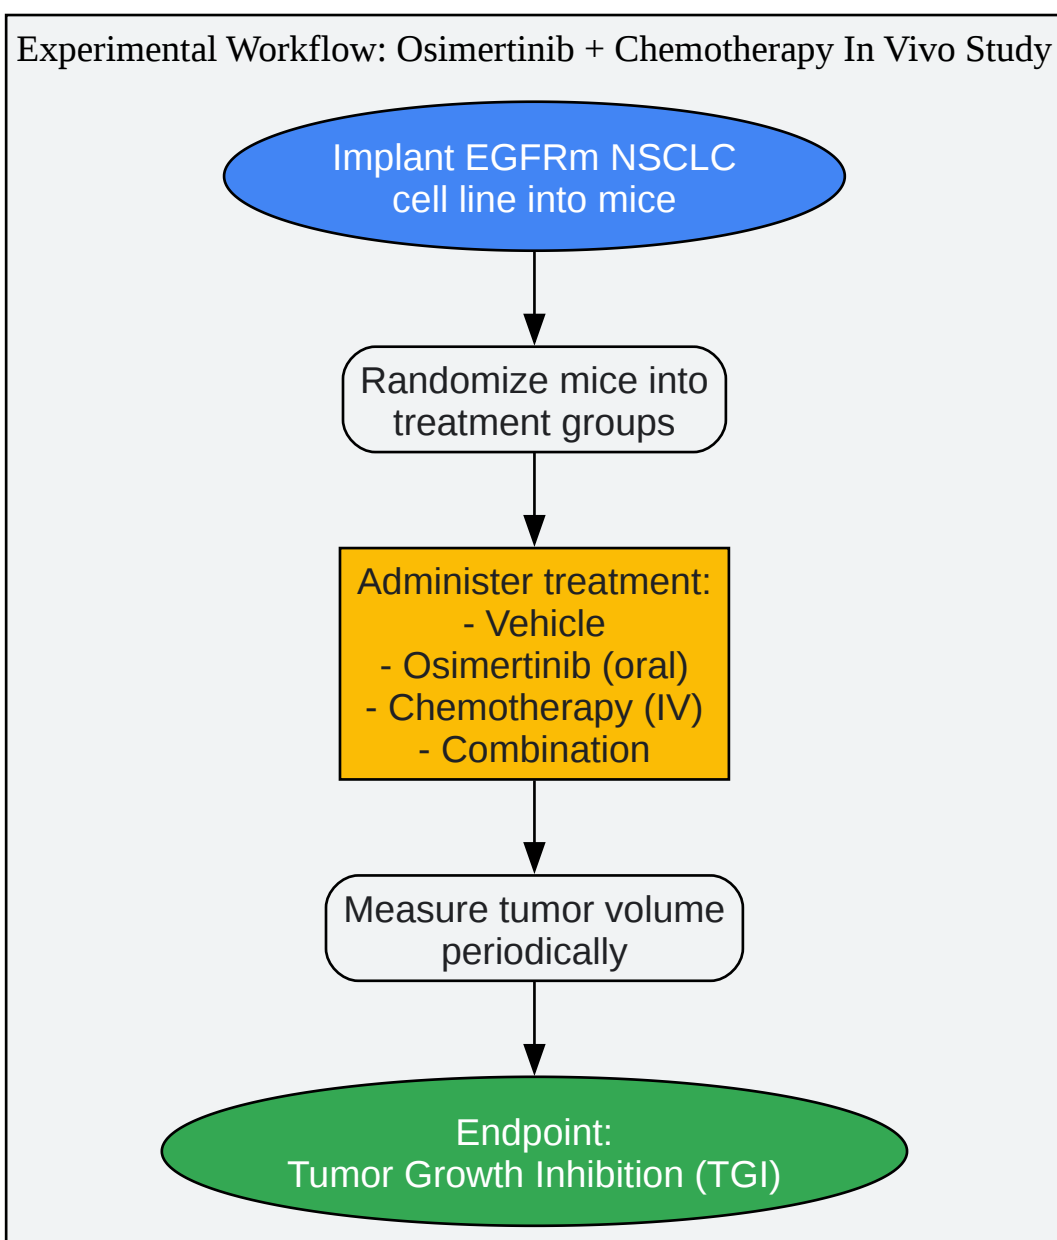 Experimental Workflow: Osimertinib + Chemotherapy In Vivo Study
Implant EGFRm NSCLC
cell line into mice
Randomize mice into
treatment groups
Administer treatment:
- Vehicle
- Osimertinib (oral)
- Chemotherapy (IV)
- Combination
Measure tumor volume
periodically
Endpoint:
Tumor Growth Inhibition (TGI)